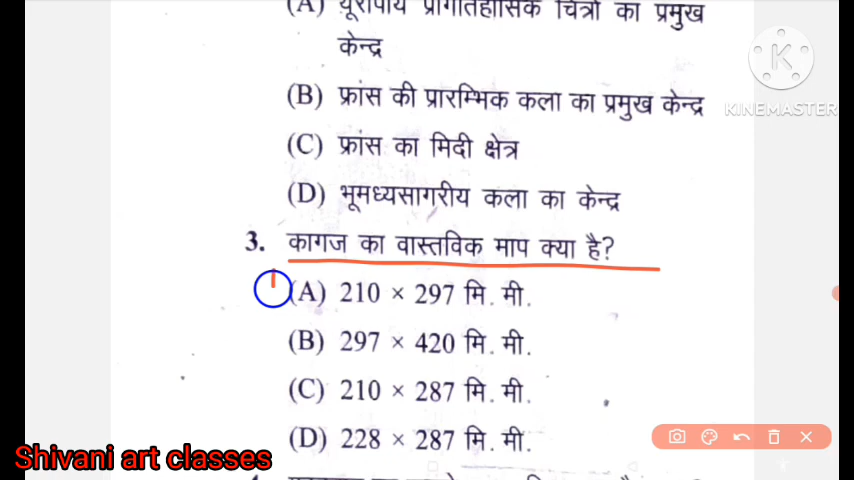 (A) यूरोपीय प्रागैतिहासिक चित्रों का प्रमुख
केन्द्र
(B) फ्रांस की प्रारम्भिक कला का प्रमुख केन्द्र
(C) फ्रांस का मिदी क्षेत्र
(D) भूमध्यसागरीय कला का केन्द्र
3. कागज का वास्तविक माप क्या है?
(A) 210 × 297 मि. मी.
(B) 297 × 420 मि. मी.
(C) 210 × 287 मि. मी.
(D) 228 × 287 मि. मी.
K
KINEMASTER
Shivani art classes